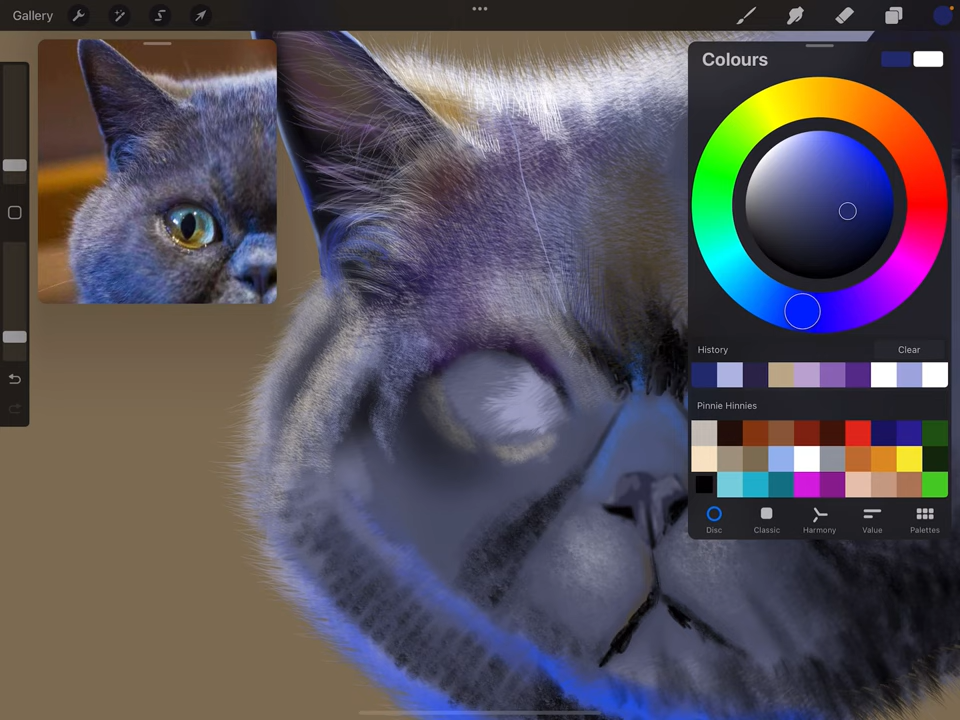 Gallery
Colours
History
Clear
Pinnie Hinnies
Disc
Classic
Harmony
Value
Palettes